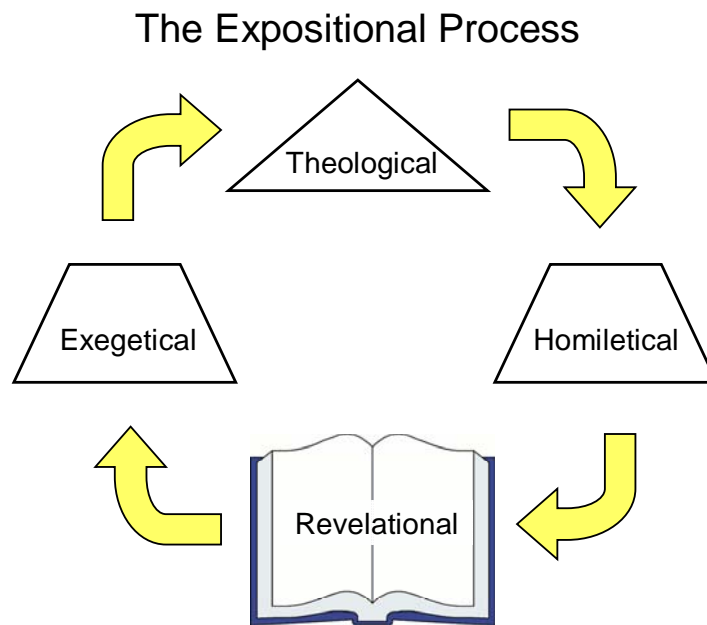 The Expositional Process
Theological
Exegetical
Homiletical
Revelational